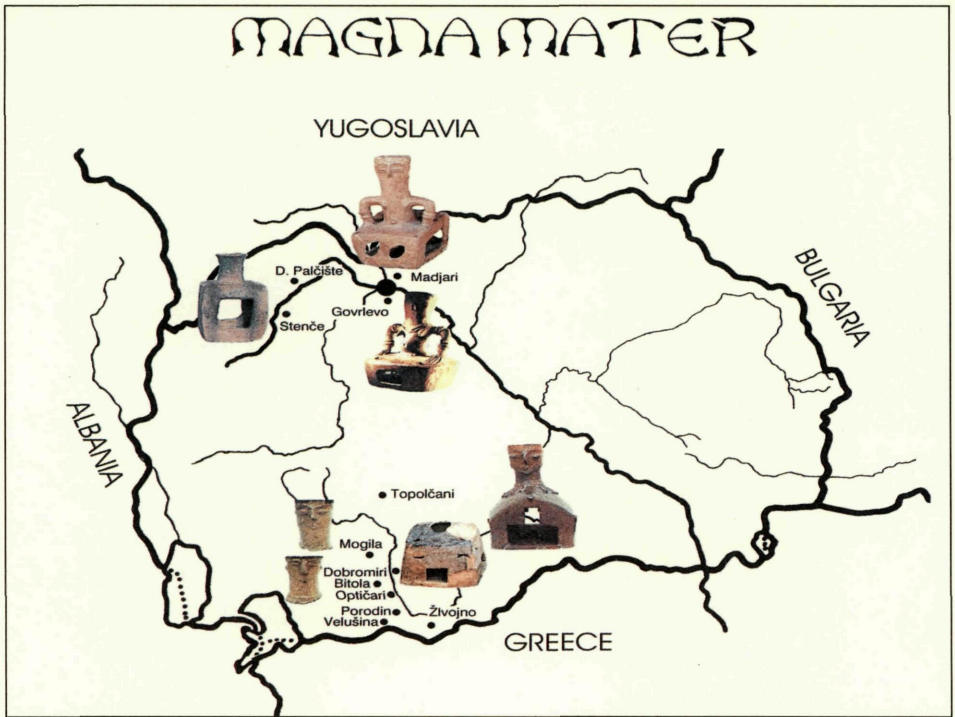 MAGNA MATER
YUGOSLAVIA
BULGARIA
D. Palčište
Madjari
Govrlevo
Stenče
ALBANIA
Topolčani
Mogila
Dobromiri
Bitola
Optičari
Porodin
Živojno
Velušina
GREECE